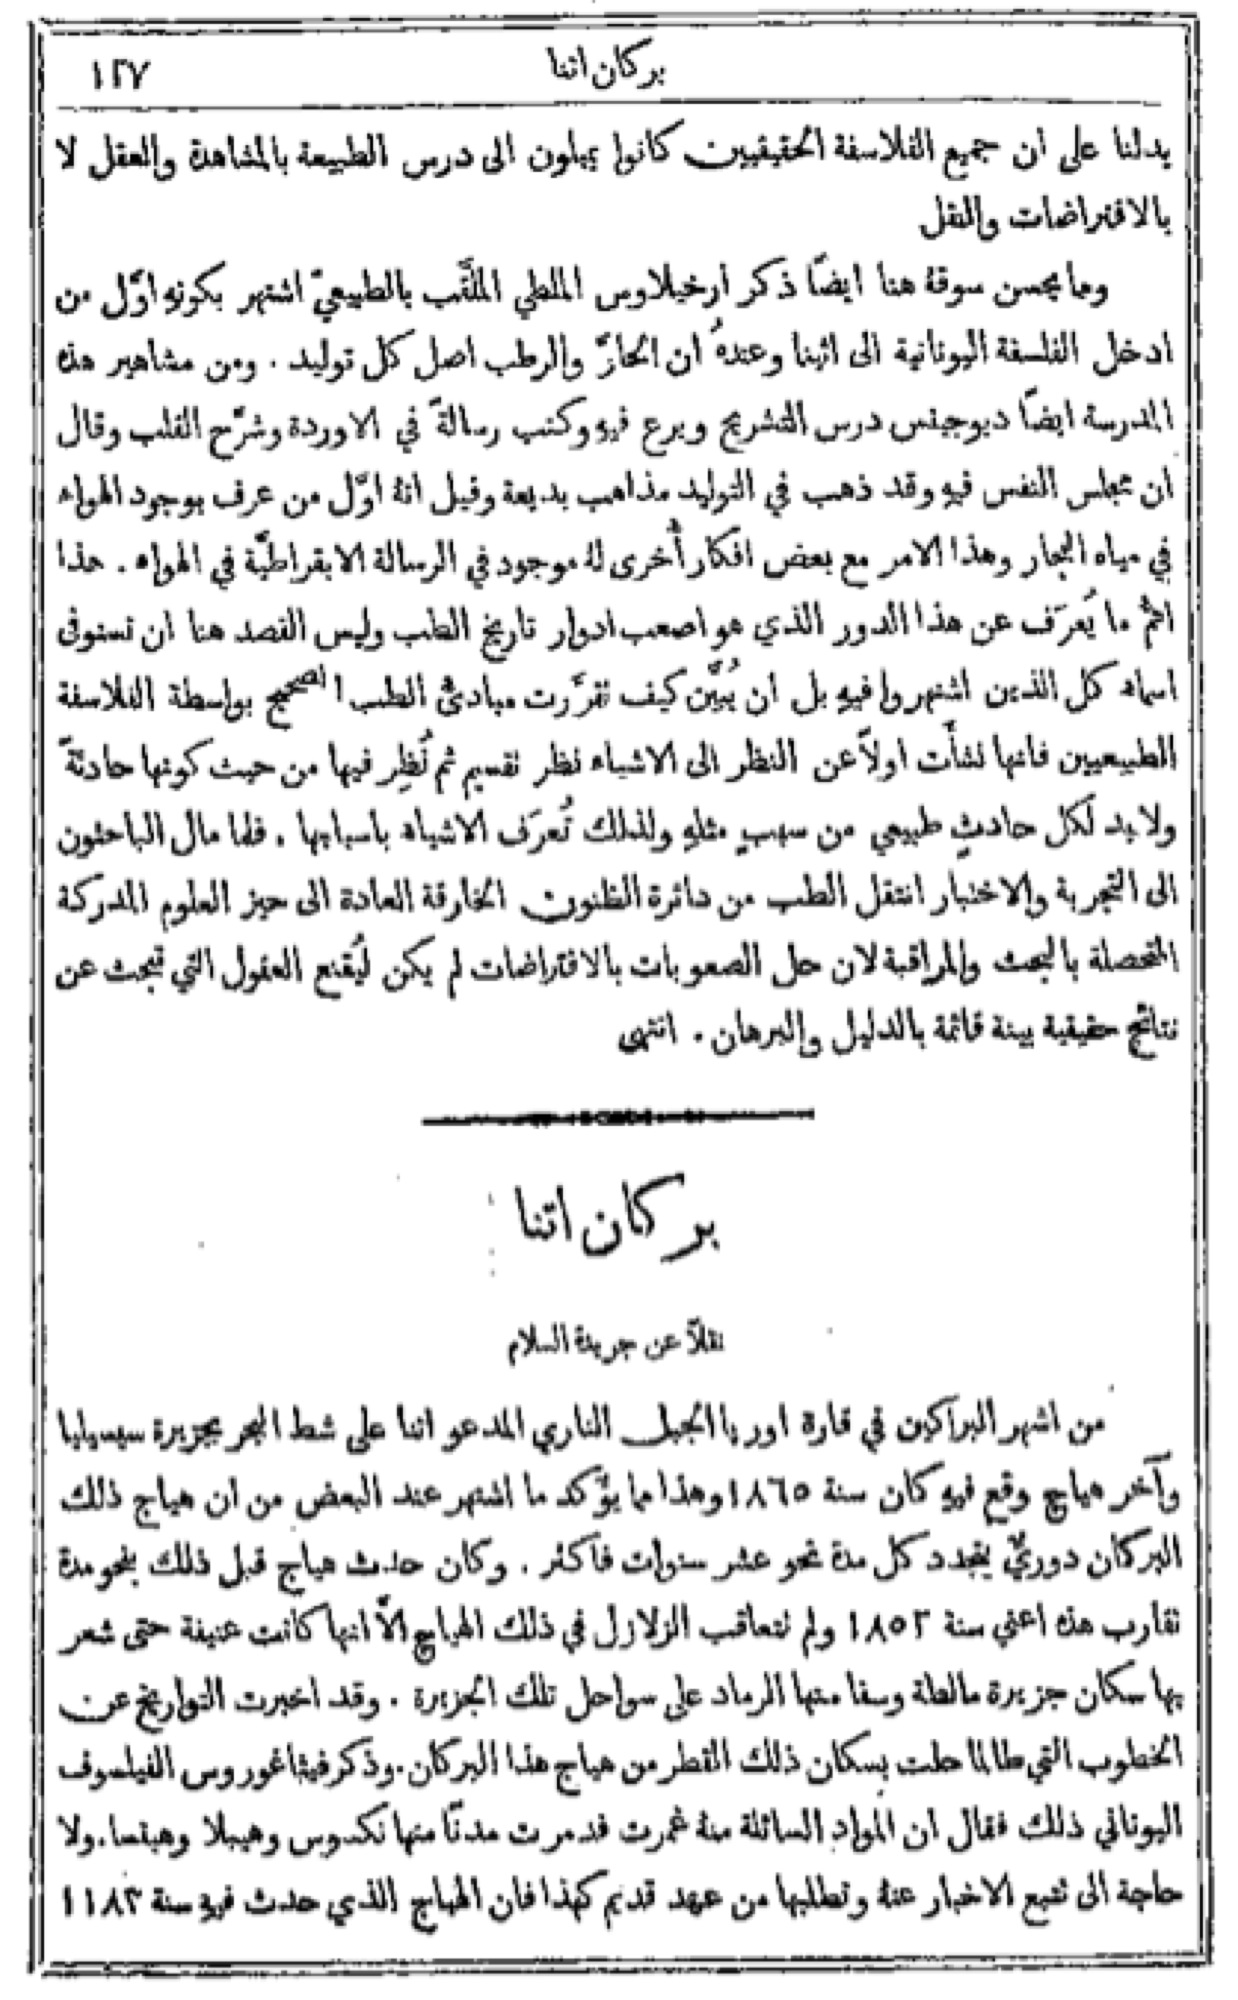 بركان اتنا
١٢٧
يدلنا على ان جميع الفلاسفة الحقيقيين كانوا يميلون الى درس الطبيعة بالمشاهدة والعقل لا
بالافتراضات والنقل
ومما يحسن سوقهُ هنا ايضًا ذكر ارخيلاوس الملطي الملقَّب بالطبيعيّ اشتهر بكونهِ اوّل من
ادخل الفلسفة اليونانية الى اثينا وعندهُ ان الحارّ والرطب اصل كل توليد . ومن مشاهير هذه
المدرسة ايضًا ديوجينس درس التشريح وبرع فيهِ وكتب رسالةً في الاوردة وشرَّح القلب وقال
ان مجلس النفس فيهِ وقد ذهب في التوليد مذاهب بديعة وقيل انهُ اوّل من عرف بوجود الهواء
في مياه البحار وهذا الامر مع بعض افكار أُخرى لهُ موجود في الرسالة الابقراطيّة في الهواء . هذا
اهمُّ ما يُعرَف عن هذا الدور الذي هو اصعب ادوار تاريخ الطب وليس القصد هنا ان نستوفى
اسماء كل الذين اشتهروا فيهِ بل ان يُبيَّن كيف تقرَّرت مبادئُ الطب الصحيح بواسطة الفلاسفة
الطبيعيين فانها نشأَت اولاً عن النظر الى الاشياء نظر تقسيم ثم نُظِر فيها من حيث كونها حادثةً
ولا بد لكل حادثٍ طبيعي من سببٍ مثلهِ ولذلك تُعرَف الاشياء باسبابها . فلما مال الباحثون
الى التجربة والاختبار انتقل الطب من دائرة الظنون الخارقة العادة الى حيز العلوم المدركة
المتحصلة بالبحث والمراقبة لان حل الصعوبات بالافتراضات لم يكن ليُقنع العقول التي تبحث عن
نتائج حقيقية بينة قائمة بالدليل والبرهان . انتهى
بركان اتنا
نقلاً عن جريدة السلام
من اشهر البراكين في قارة اوربا الجبل الناري المدعو اتنا على شط البحر بجزيرة سيسيليا
وآخر هياج وقع فيهِ كان سنة ١٨٦٥ وهذا مما يؤكد ما اشتهر عند البعض من ان هياج ذلك
البركان دوريٌّ يتجدد كل مدة نحو عشر سنوات فاكثر . وكان حدث هياج قبل ذلك بنحو مدة
تقارب هذه اعني سنة ١٨٥٢ ولم تتعاقب الزلازل في ذلك الهياج الاَّ انها كانت عنيفة حتى شعر
بها سكان جزيرة مالطة وسفا منها الرماد على سواحل تلك الجزيرة . وقد اخبرت التواريخ عن
الخطوب التي طالما حلت بسكان ذلك القطر من هياج هذا البركان. وذكر فيثاغوروس الفيلسوف
اليوناني ذلك فقال ان المواد السائلة منهُ غمرت فدمرت مدنًا منها نكسوس وهيبلا وهينسا. ولا
حاجة الى تتبع الاخبار عنهُ وتطلبها من عهد قديم كهذا فان الهياج الذي حدث فيهِ سنة ١١٨٣